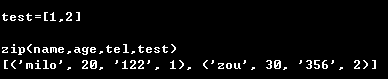 test=[1,2]
zip(name,age,tel,test)
[('milo', 20, '122', 1), ('zou', 30, '356', 2)]